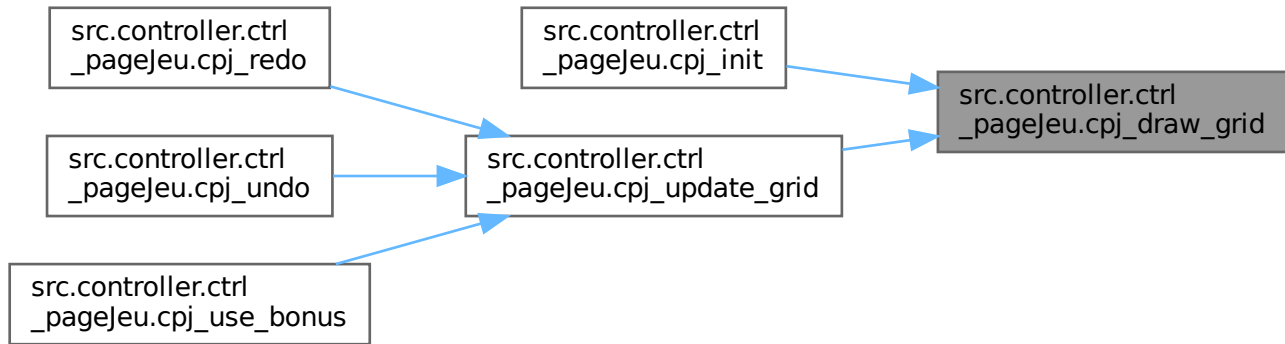 src.controller.ctrl
_pageJeu.cpj_redo
src.controller.ctrl
_pageJeu.cpj_init
src.controller.ctrl
_pageJeu.cpj_draw_grid
src.controller.ctrl
_pageJeu.cpj_undo
src.controller.ctrl
_pageJeu.cpj_update_grid
src.controller.ctrl
_pageJeu.cpj_use_bonus